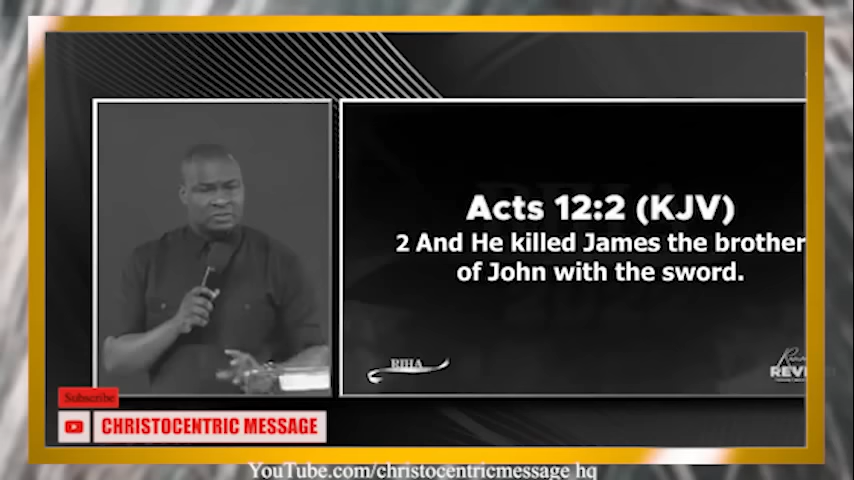 Acts 12:2 (KJV)
2 And He killed James the brother
of John with the sword.
Subscribe
CHRISTOCENTRIC MESSAGE
YouTube.com/christocentricmessage hq